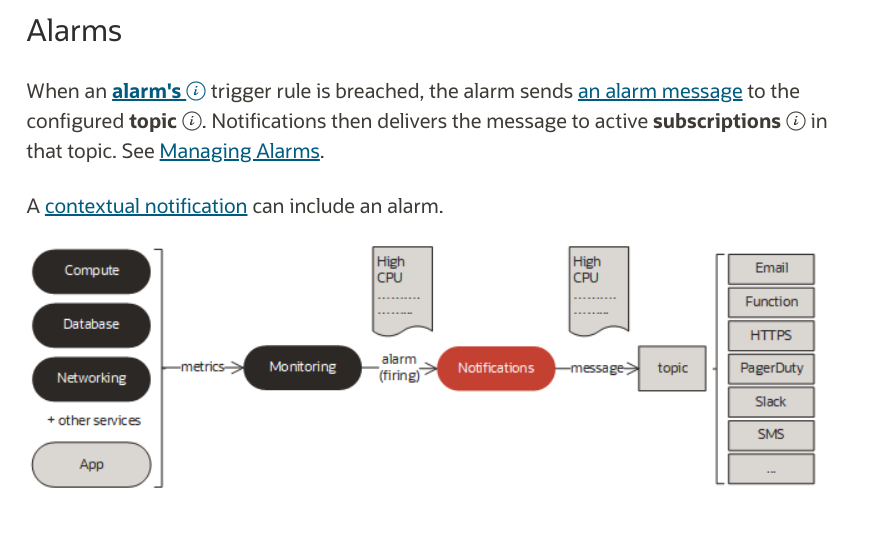 Alarms
When an alarm's ⓘ trigger rule is breached, the alarm sends an alarm message to the
configured topic ⓘ. Notifications then delivers the message to active subscriptions ⓘ in
that topic. See Managing Alarms.
A contextual notification can include an alarm.
Compute
Database
Networking
+ other services
App
metrics
Monitoring
High
CPU
alarm
(firing)
Notifications
High
CPU
message
topic
Email
Function
HTTPS
PagerDuty
Slack
SMS
...